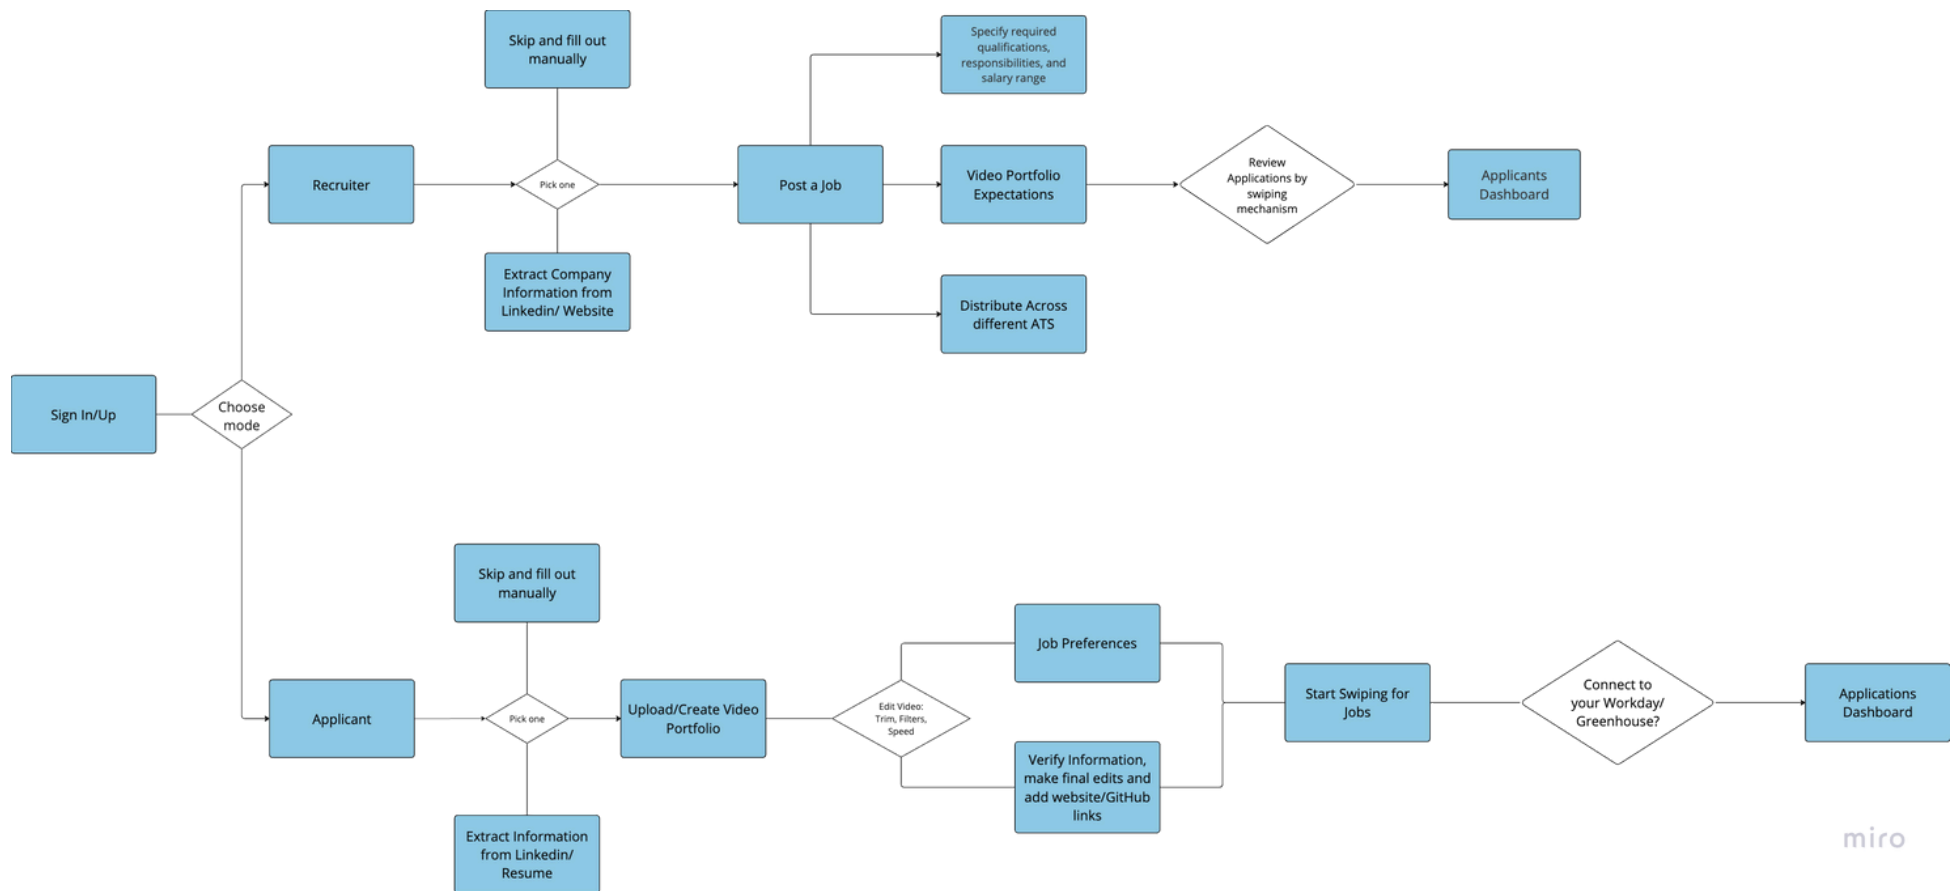 Skip and fill out
manually
Specify required
qualifications,
responsibilities, and
salary range
Recruiter
Pick one
Post a Job
Video Portfolio
Expectations
Review
Applications by
swiping
mechanism
Applicants
Dashboard
Extract Company
Information from
Linkedin/ Website
Distribute Across
different ATS
Sign In/Up
Choose
mode
Skip and fill out
manually
Job Preferences
Applicant
Pick one
Upload/Create Video
Portfolio
Edit Video:
Trim, Filters,
Speed
Start Swiping for
Jobs
Connect to
your Workday/
Greenhouse?
Applications
Dashboard
Verify Information,
make final edits and
add website/GitHub
links
Extract Information
from Linkedin/
Resume
miro